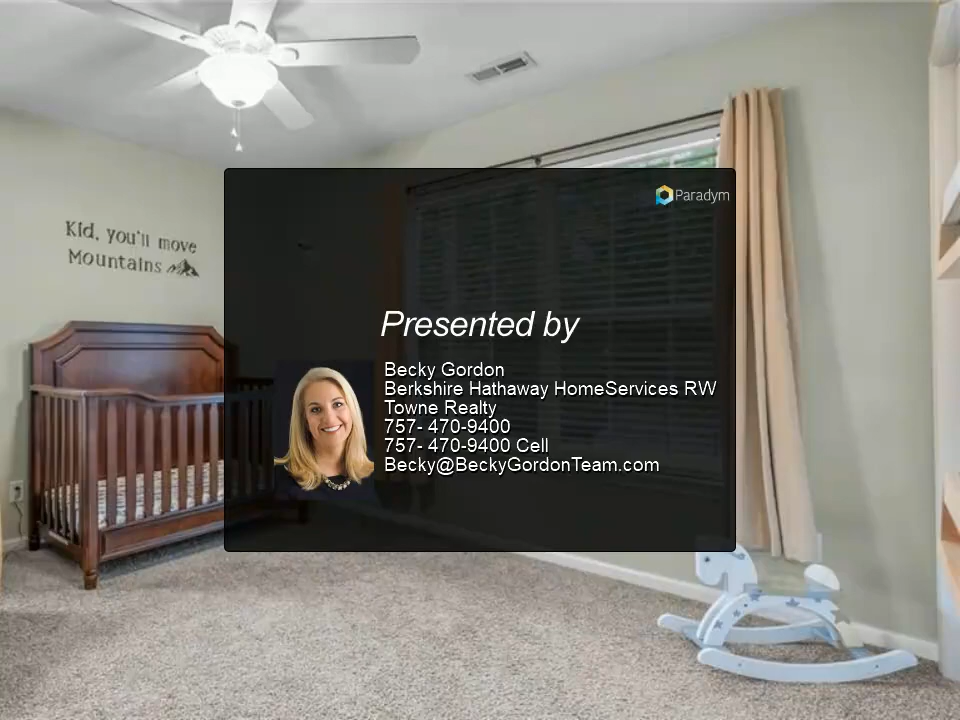 Paradym
Kid, you'll move
Mountains
Presented by
Becky Gordon
Berkshire Hathaway HomeServices RW
Towne Realty
757- 470-9400
757- 470-9400 Cell
Becky@BeckyGordonTeam.com